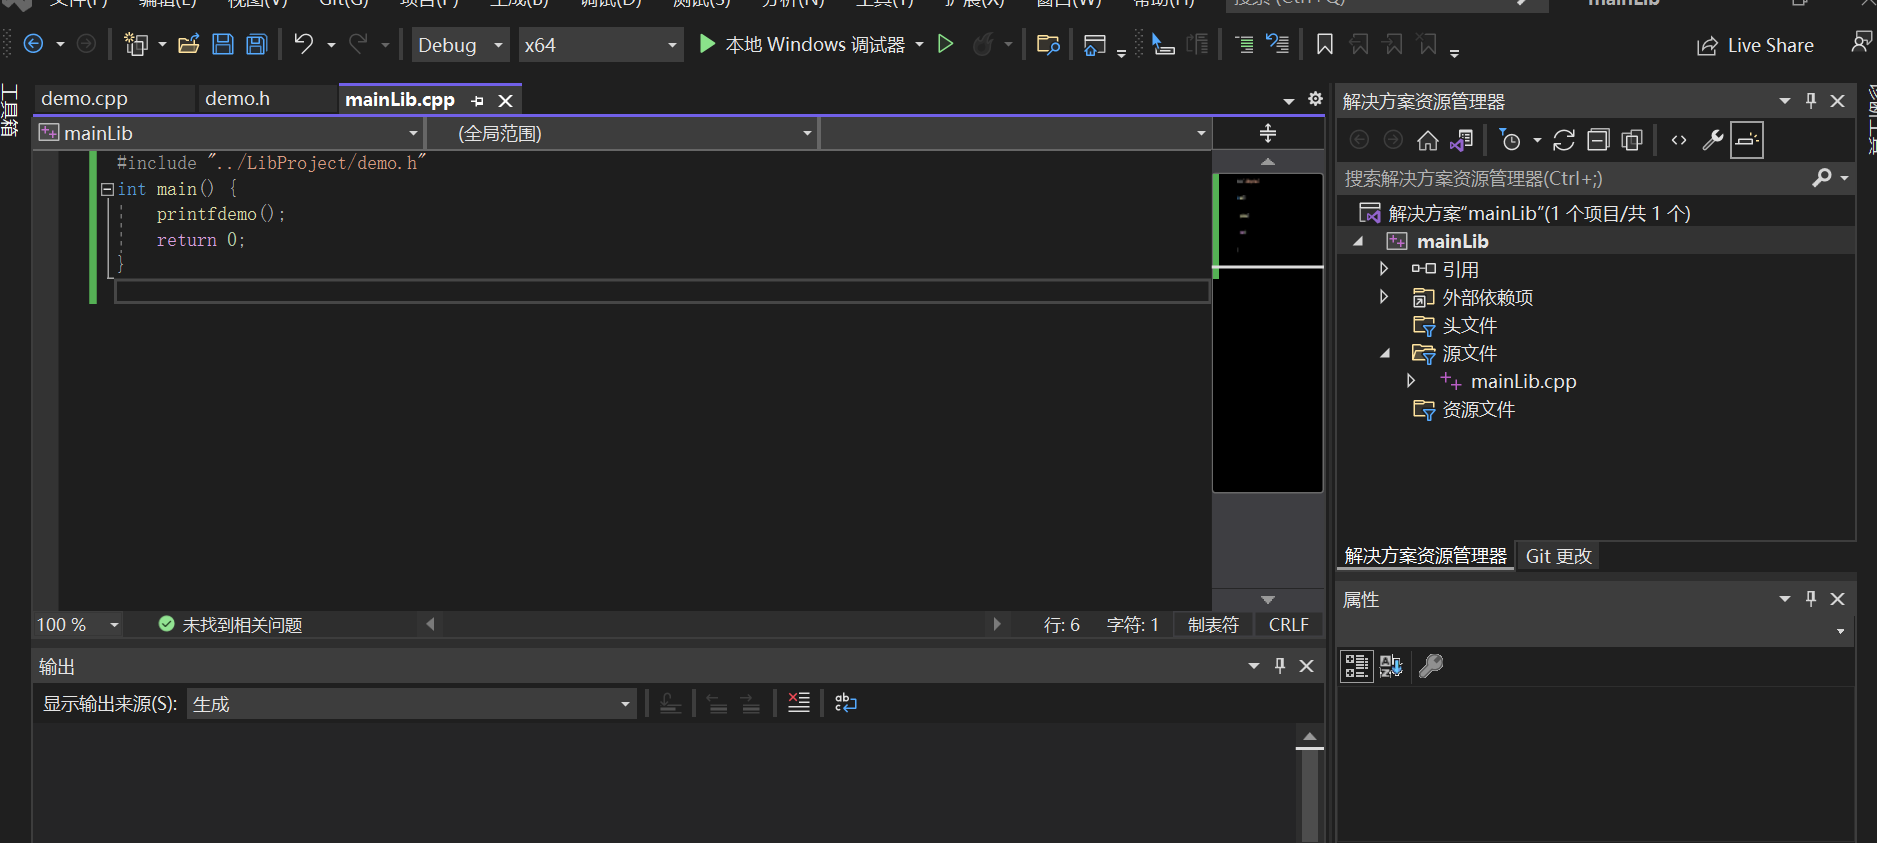 文件(F) 编辑(E) 视图(V) Git(G) 项目(P) 生成(B) 调试(D) 测试(S) 分析(N) 工具(T) 扩展(X) 窗口(W) 帮助(H) 搜索 (Ctrl+Q) mainLib
Debug x64 本地 Windows 调试器 Live Share
工具箱
demo.cpp demo.h mainLib.cpp
mainLib (全局范围)
#include "../LibProject/demo.h"
int main() {
printfdemo();
return 0;
}
100 % 未找到相关问题 行: 6 字符: 1 制表符 CRLF
输出
显示输出来源(S): 生成
解决方案资源管理器
搜索解决方案资源管理器(Ctrl+;)
解决方案"mainLib"(1 个项目/共 1 个)
mainLib
引用
外部依赖项
头文件
源文件
mainLib.cpp
资源文件
解决方案资源管理器 Git 更改
属性